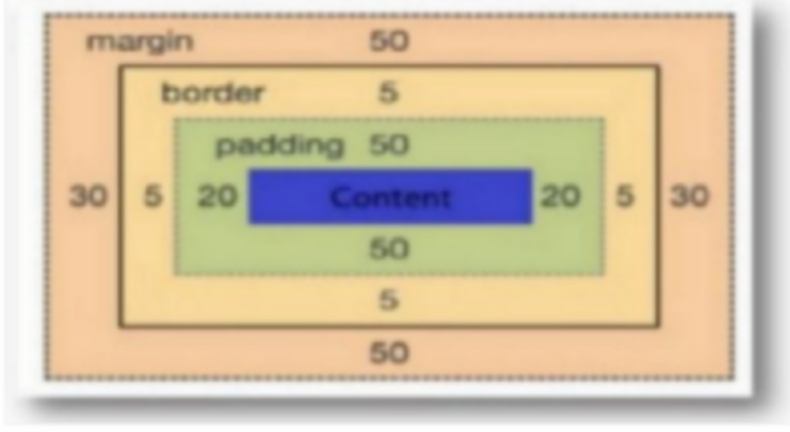 margin 50
border 5
padding 50
30 5 20 Content 20 5 30
50
5
50